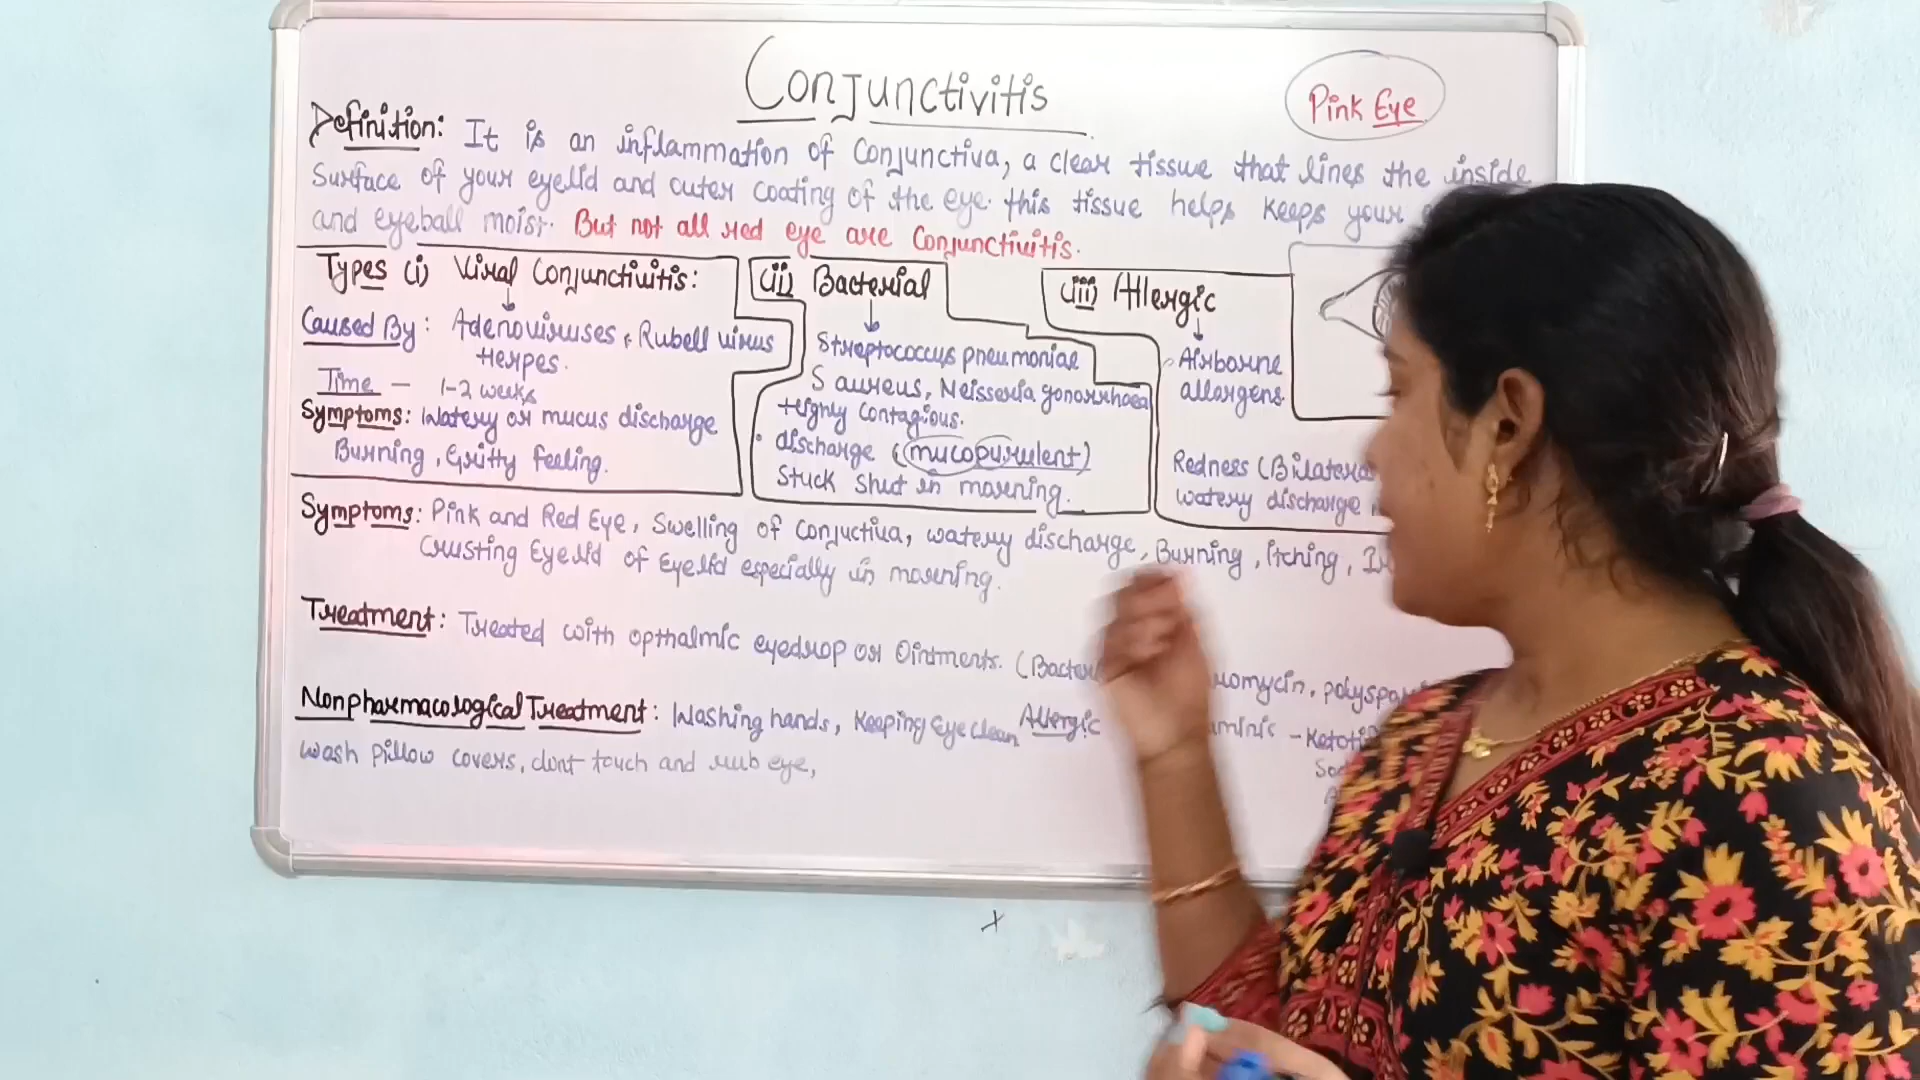 Conjunctivitis
Pink Eye
Definition: It is an inflammation of Conjunctiva, a clear tissue that lines the inside
Surface of your eyelid and outer coating of the eye. this tissue helps keeps your
and eyeball moist. But not all red eye are Conjunctivitis.
Types (i) Viral Conjunctivitis:
Caused By: Adenoviruses, Rubell virus
Herpes.
Time - 1-2 weeks
Symptoms: Watery or mucus discharge
Burning, Gritty feeling.
(ii) Bacterial
Streptococcus pneumoniae
S aureus, Neisseria gonorrhoea
Highly Contagious.
discharge (mucopurulent)
Stuck shut in morning.
(iii) Allergic
Airborne
allargens.
Redness
watery discharge
Symptoms: Pink and Red Eye, Swelling of Conjuctiva, watery discharge, Burning, Itching,
Crusting Eyelid of Eyelid especially in morning.
Treatment: Treated with opthalmic eyedrop or Ointments.
Nonpharmacological Treatment: Washing hands, Keeping Eye clean
wash pillow covers, dont touch and rub eye,
Allergic